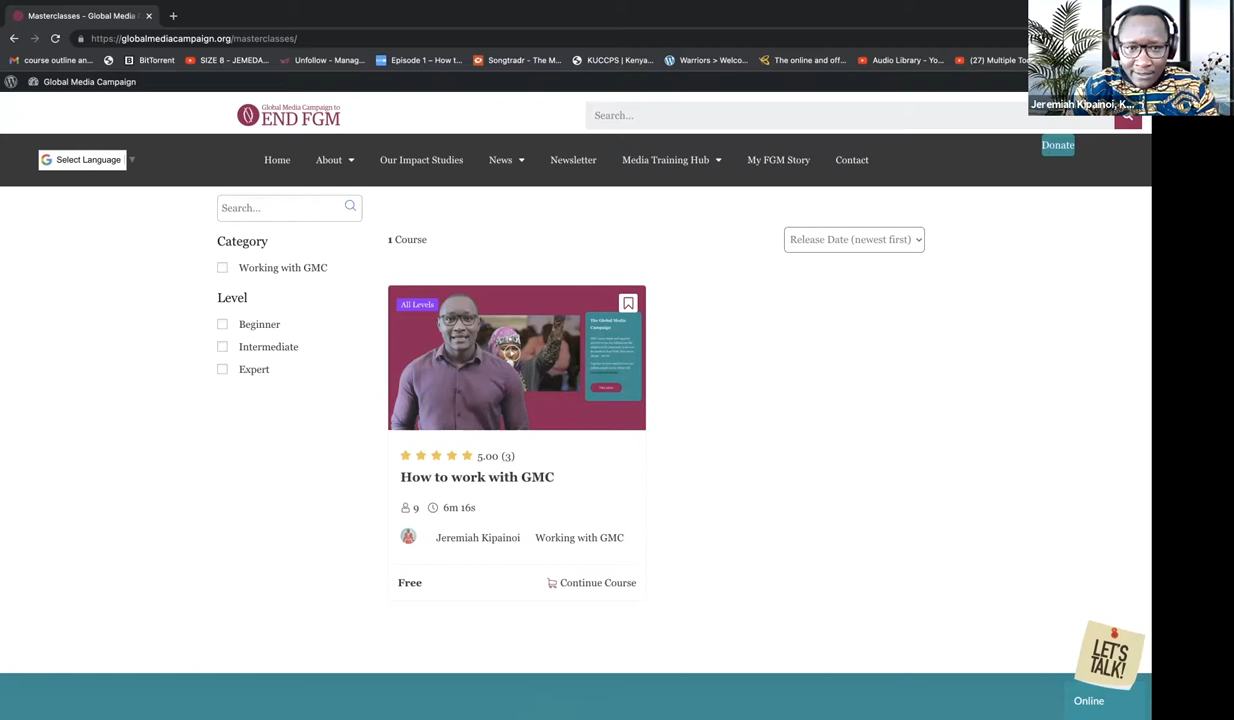 Masterclasses - Global Media
https://globalmediacampaign.org/masterclasses/
course outline an...
BitTorrent
SIZE 8 - JEMEDA...
Unfollow - Manag...
Episode 1 – How t...
Songtradr - The M...
KUCCPS | Kenya...
Warriors > Welco...
The online and off...
Audio Library - Yo...
(27) Multiple To
Global Media Campaign
Jeremiah Kipainoi, K...
Global Media Campaign to
END FGM
Search...
Donate
Select Language
Home
About
Our Impact Studies
News
Newsletter
Media Training Hub
My FGM Story
Contact
Search...
Category
Working with GMC
Level
Beginner
Intermediate
Expert
1 Course
Release Date (newest first)
All Levels
The Global Media
Campaign
5.00 (3)
How to work with GMC
9
6m 16s
Jeremiah Kipainoi
Working with GMC
Free
Continue Course
LET'S
TALK!
Online